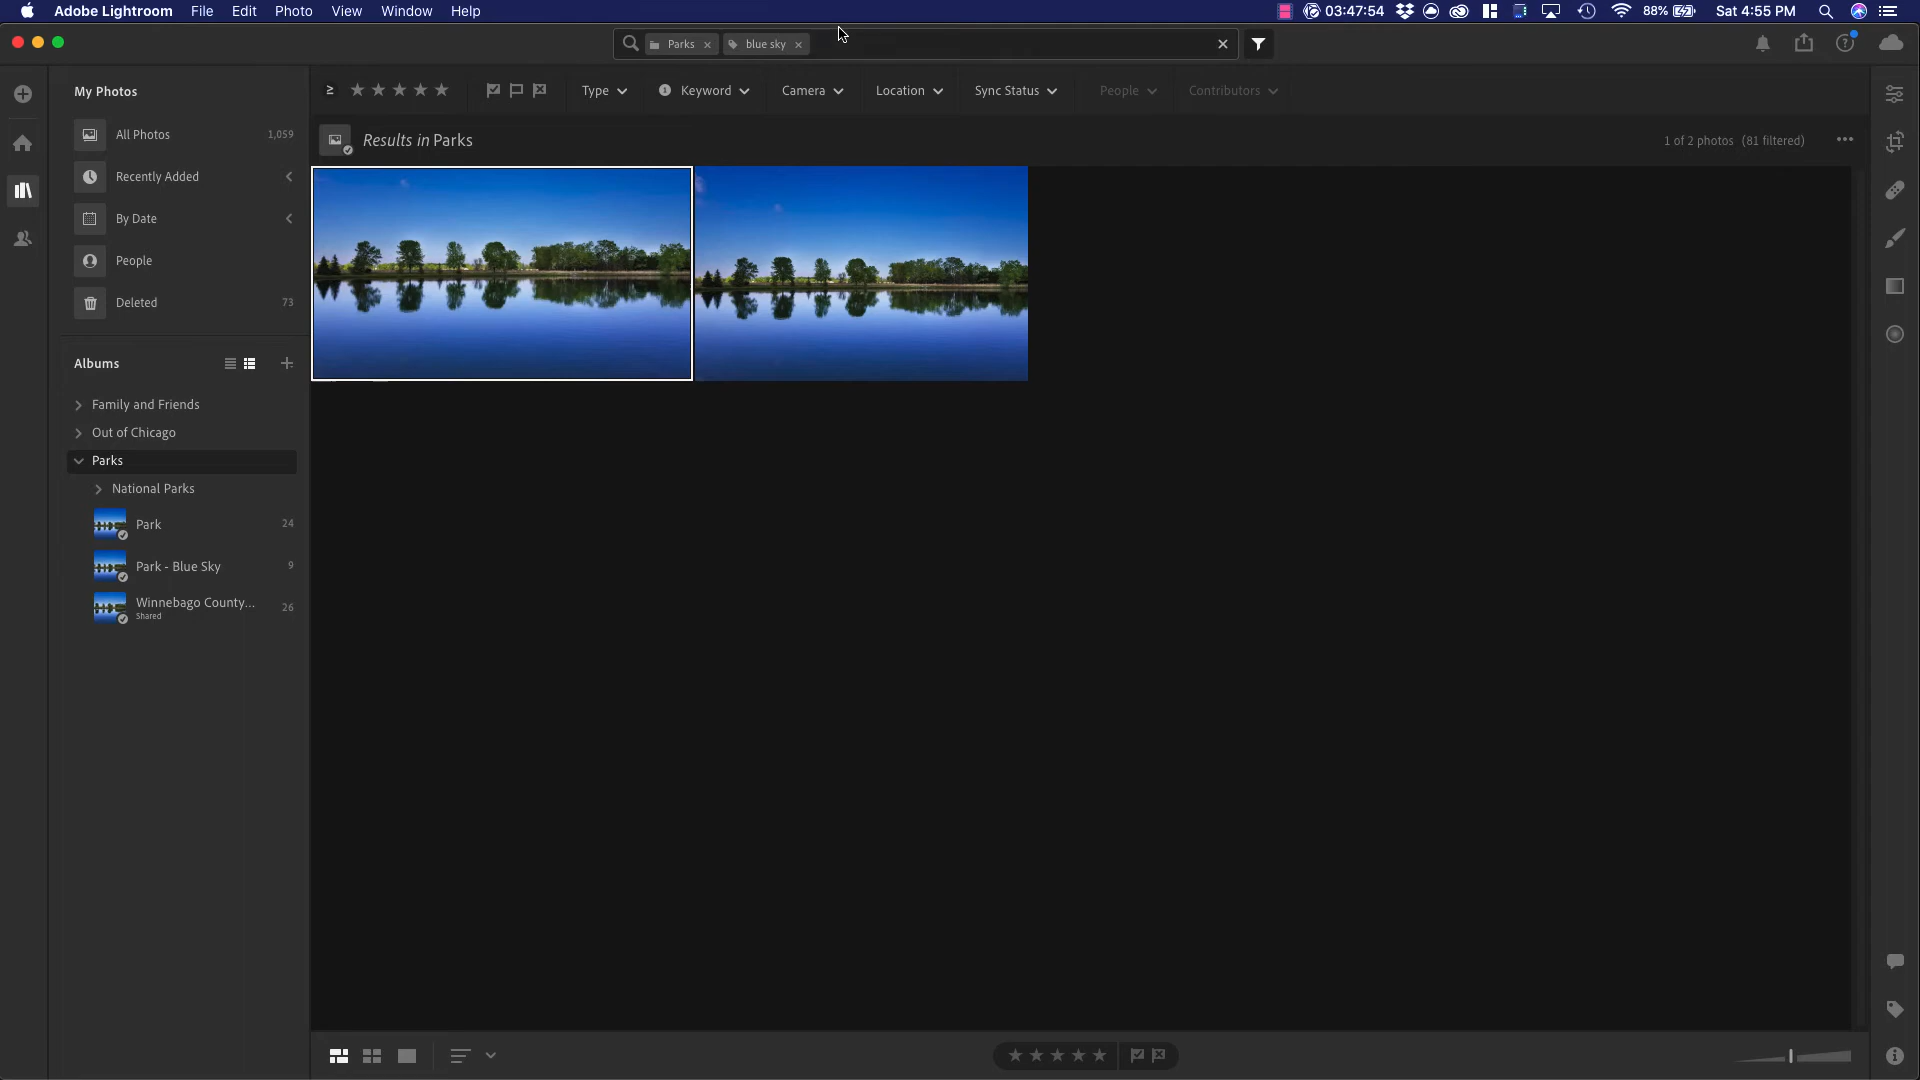 Adobe Lightroom File Edit Photo View Window Help 03:47:54 88% Sat 4:55 PM
Parks × blue sky ×
My Photos
≥ Type Keyword Camera Location Sync Status People Contributors
All Photos 1,059
Results in Parks 1 of 2 photos (81 filtered)
Recently Added
By Date
People
Deleted 73
Albums
Family and Friends
Out of Chicago
Parks
National Parks
Park 24
Park - Blue Sky 9
Winnebago County... 26
Shared